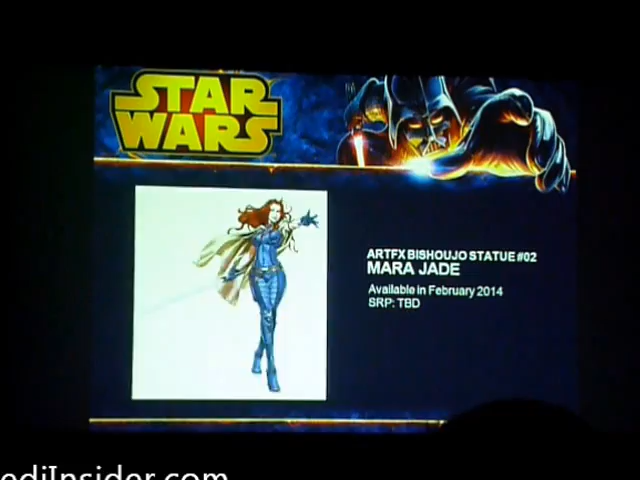 STAR
WARS
ARTFX BISHOUJO STATUE #02
MARA JADE
Available in February 2014
SRP: TBD
ediInsider.com